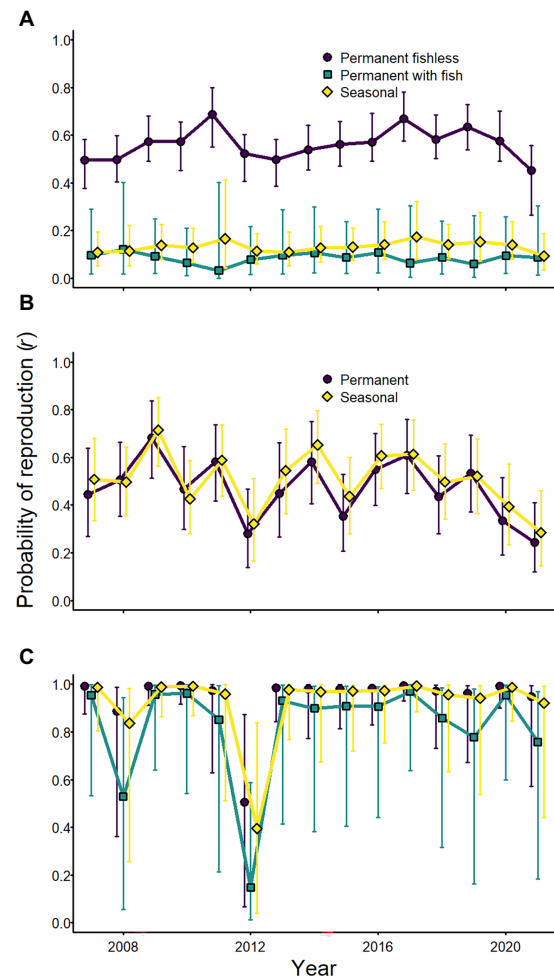 A
1.0
0.8
0.6
0.4
0.2
0.0
Permanent fishless
Permanent with fish
Seasonal
B
1.0
0.8
0.6
0.4
0.2
0.0
Permanent
Seasonal
Probability of reproduction (r)
C
1.0
0.8
0.6
0.4
0.2
0.0
2008 2012 2016 2020
Year